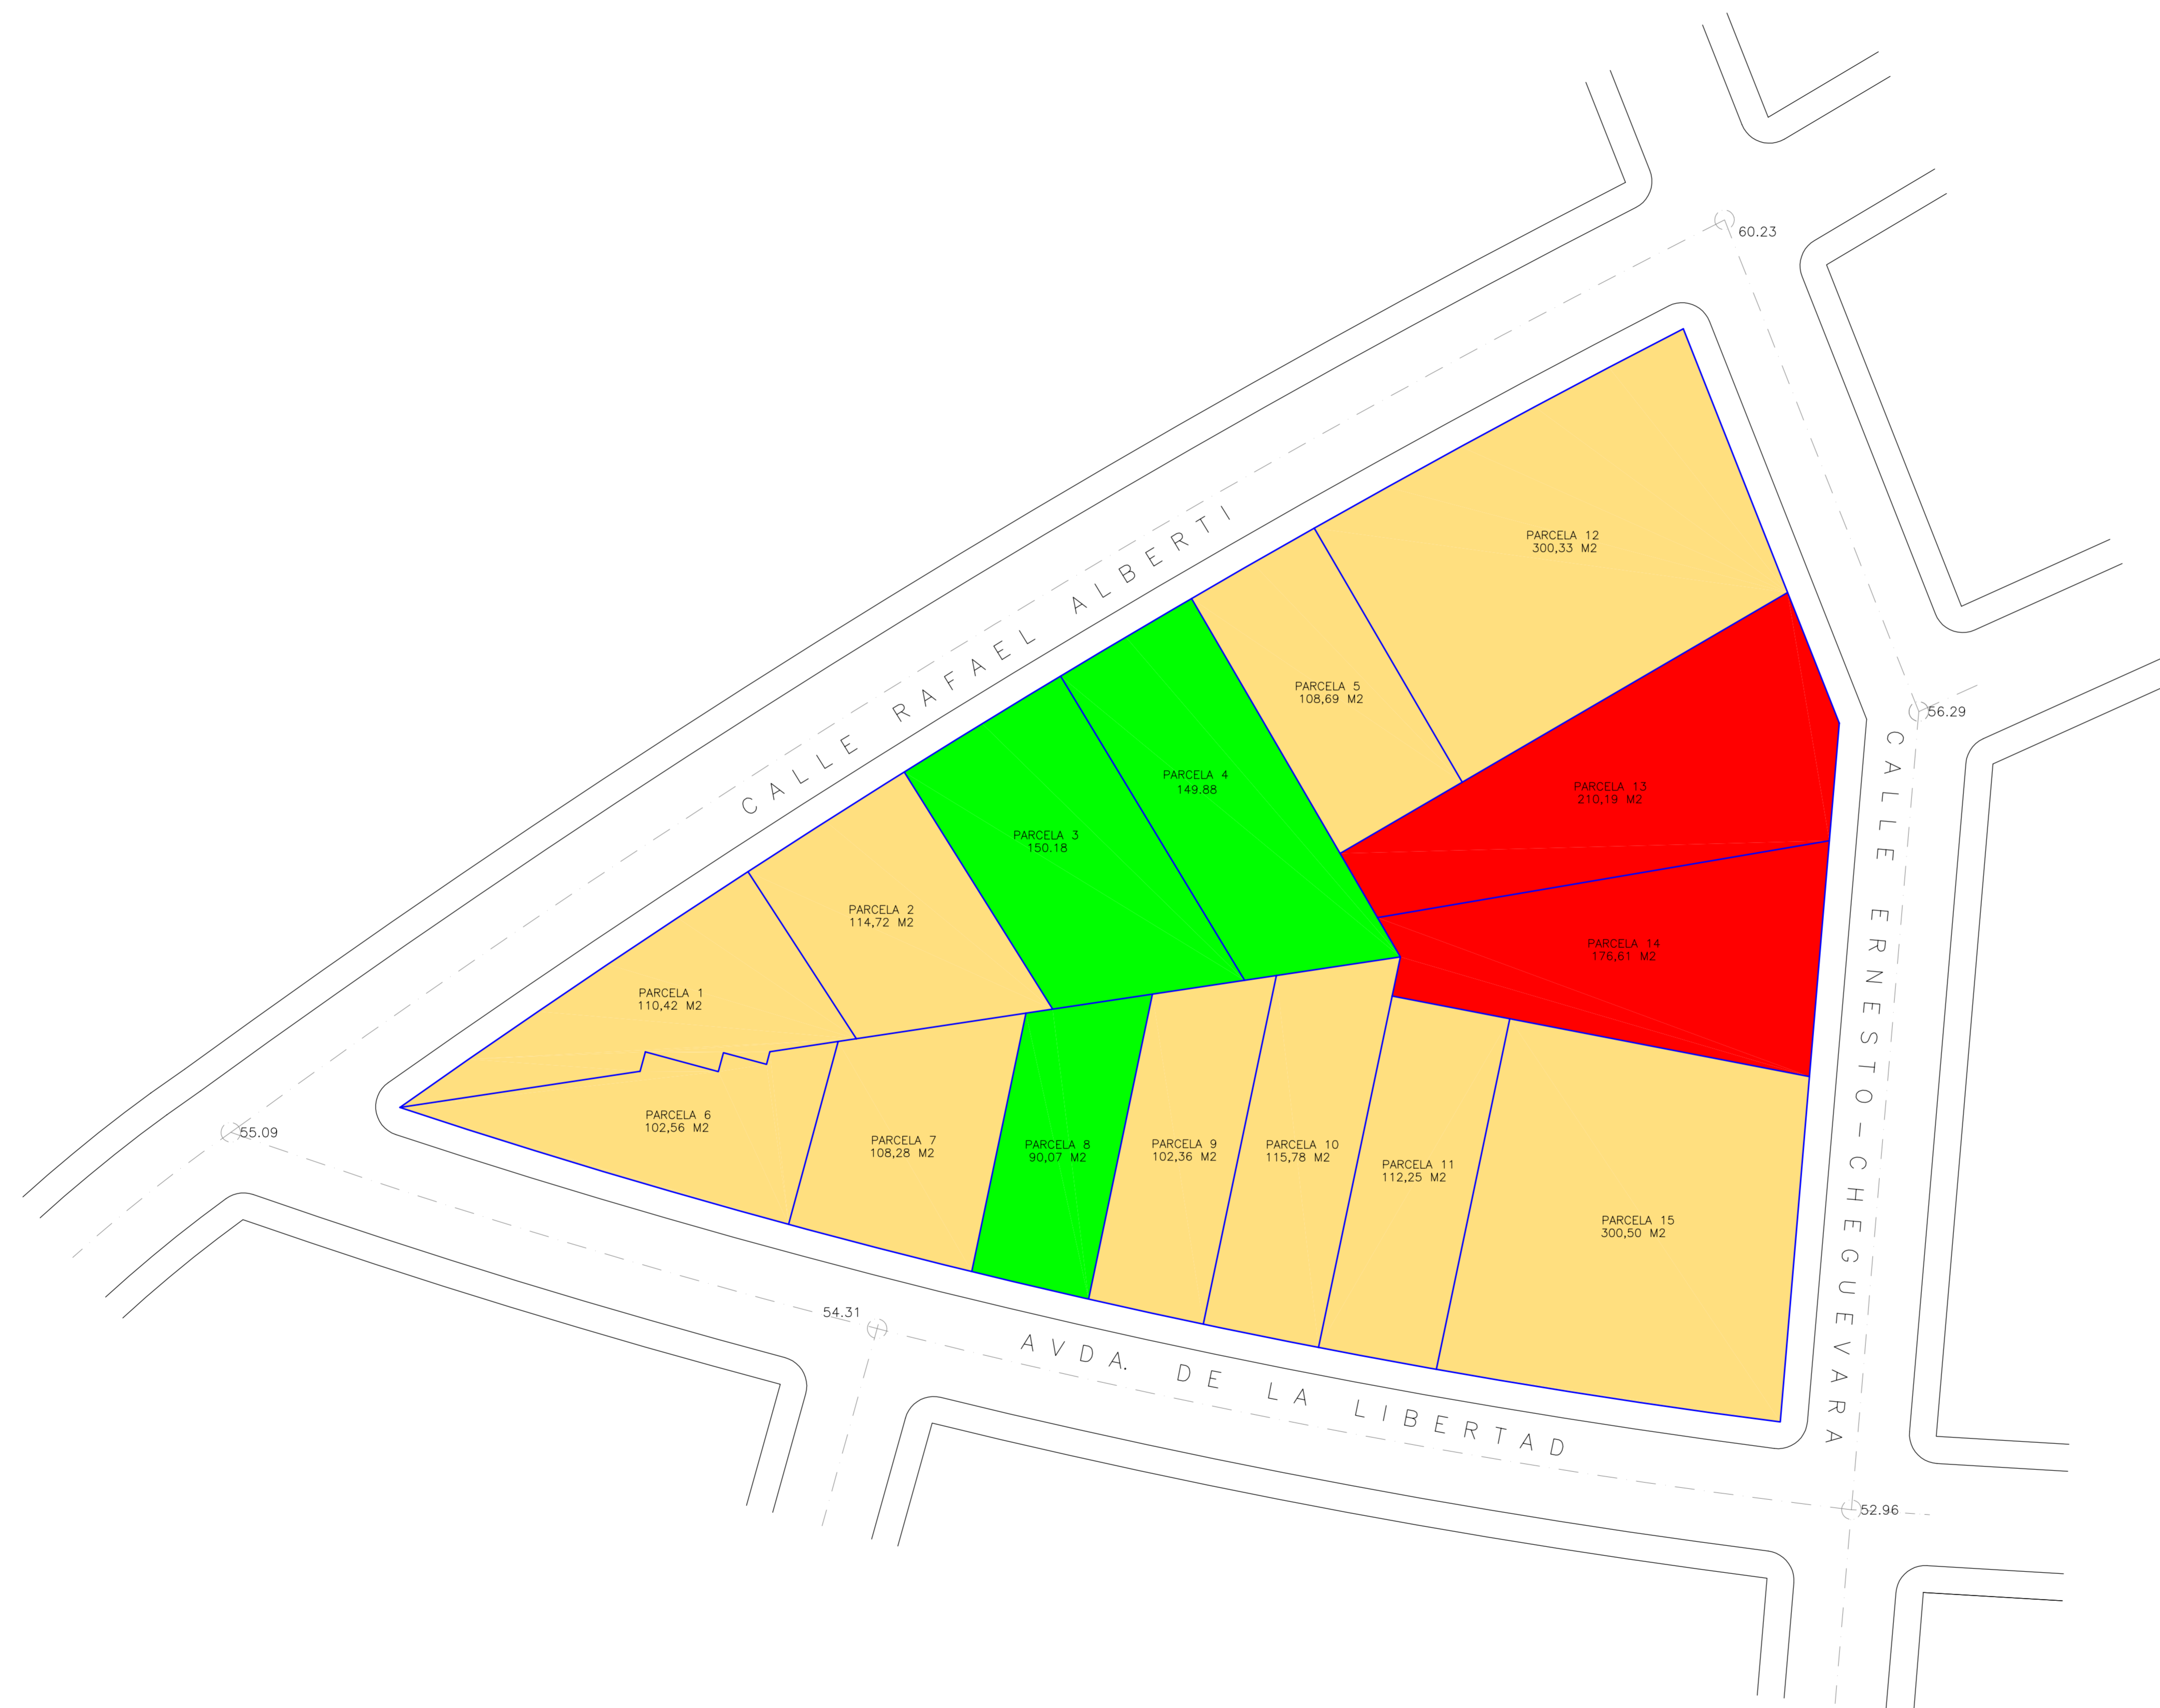 60.23
PARCELA 12
300,33 M2
CALLE RAFAEL ALBERTI
PARCELA 5
108,69 M2
56.29
PARCELA 4
149.88
PARCELA 13
210,19 M2
PARCELA 3
150.18
PARCELA 2
114,72 M2
PARCELA 14
176,61 M2
CALLE ERNESTO-CHEGUEVARA
PARCELA 1
110,42 M2
PARCELA 6
102,56 M2
55.09
PARCELA 7
108,28 M2
PARCELA 8
90,07 M2
PARCELA 9
102,36 M2
PARCELA 10
115,78 M2
PARCELA 11
112,25 M2
PARCELA 15
300,50 M2
54.31
AVDA. DE LA LIBERTAD
52.96